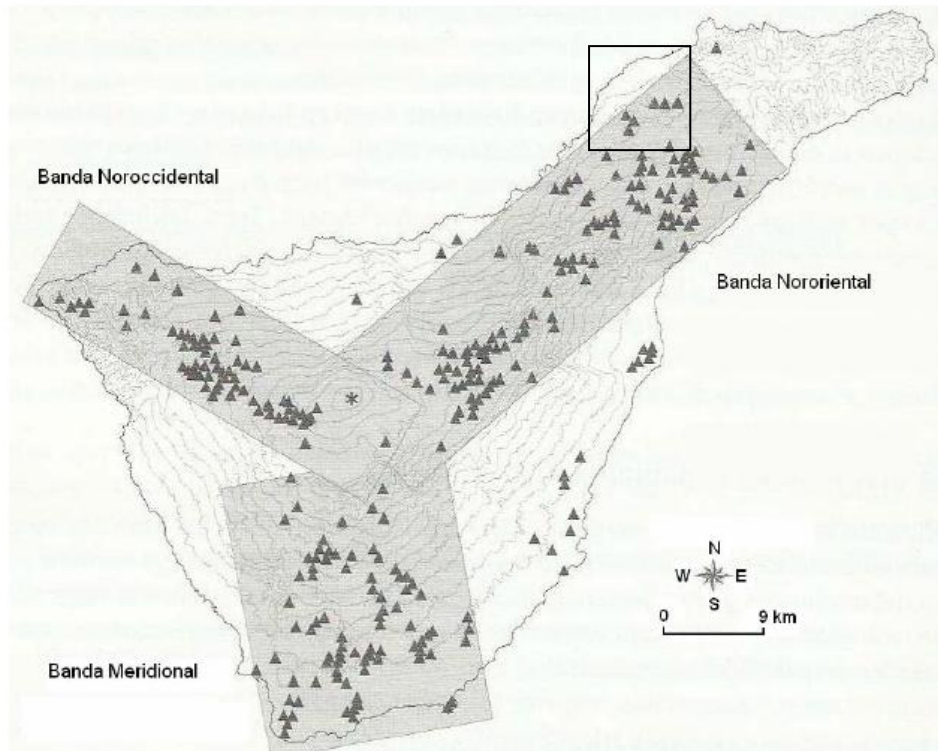 Banda Noroccidental
Banda Nororiental
N
W E
S
0 9 km
Banda Meridional